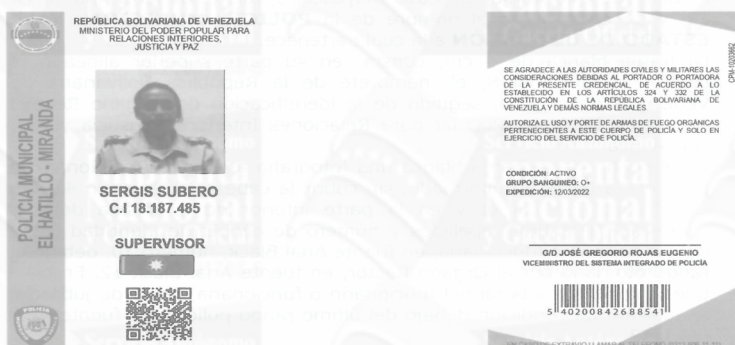 REPÚBLICA BOLIVARIANA DE VENEZUELA
MINISTERIO DEL PODER POPULAR PARA
RELACIONES INTERIORES,
JUSTICIA Y PAZ
POLICIA MUNICIPAL
EL HATILLO - MIRANDA
SERGIS SUBERO
C.I 18.187.485
SUPERVISOR
POLICIA
CPM-10203862
SE AGRADECE A LAS AUTORIDADES CIVILES Y MILITARES LAS
CONSIDERACIONES DEBIDAS AL PORTADOR O PORTADORA
DE LA PRESENTE CREDENCIAL, DE ACUERDO A LO
ESTABLECIDO EN LOS ARTÍCULOS 324 Y 332 DE LA
CONSTITUCIÓN DE LA REPÚBLICA BOLIVARIANA DE
VENEZUELA Y DEMÁS NORMAS LEGALES
AUTORIZA EL USO Y PORTE DE ARMAS DE FUEGO ORGÁNICAS
PERTENECIENTES A ESTE CUERPO DE POLICÍA Y SOLO EN
EJERCICIO DEL SERVICIO DE POLICÍA.
CONDICIÓN: ACTIVO
GRUPO SANGUINEO: O+
EXPEDICIÓN: 12/03/2022
G/D JOSÉ GREGORIO ROJAS EUGENIO
VICEMINISTRO DEL SISTEMA INTEGRADO DE POLICÍA
5 402008 426885 41